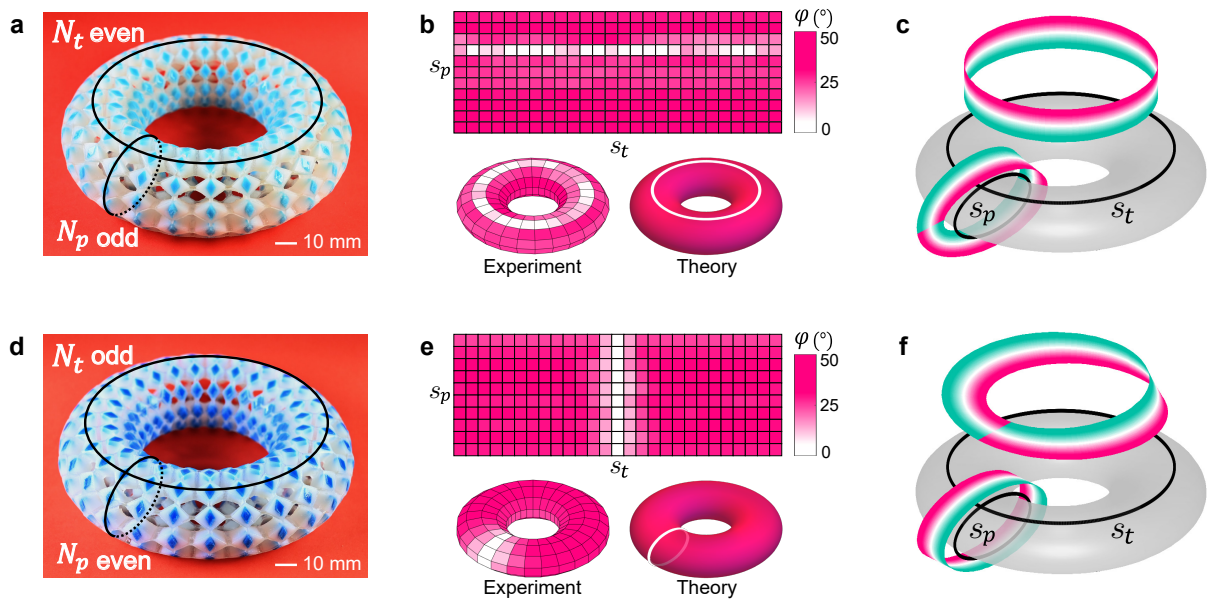 a
N_t even
N_p odd
10 mm
b
φ (°)
50
25
0
s_p
s_t
Experiment
Theory
c
s_p
s_t
d
N_t odd
N_p even
10 mm
e
φ (°)
50
25
0
s_p
s_t
Experiment
Theory
f
s_p
s_t